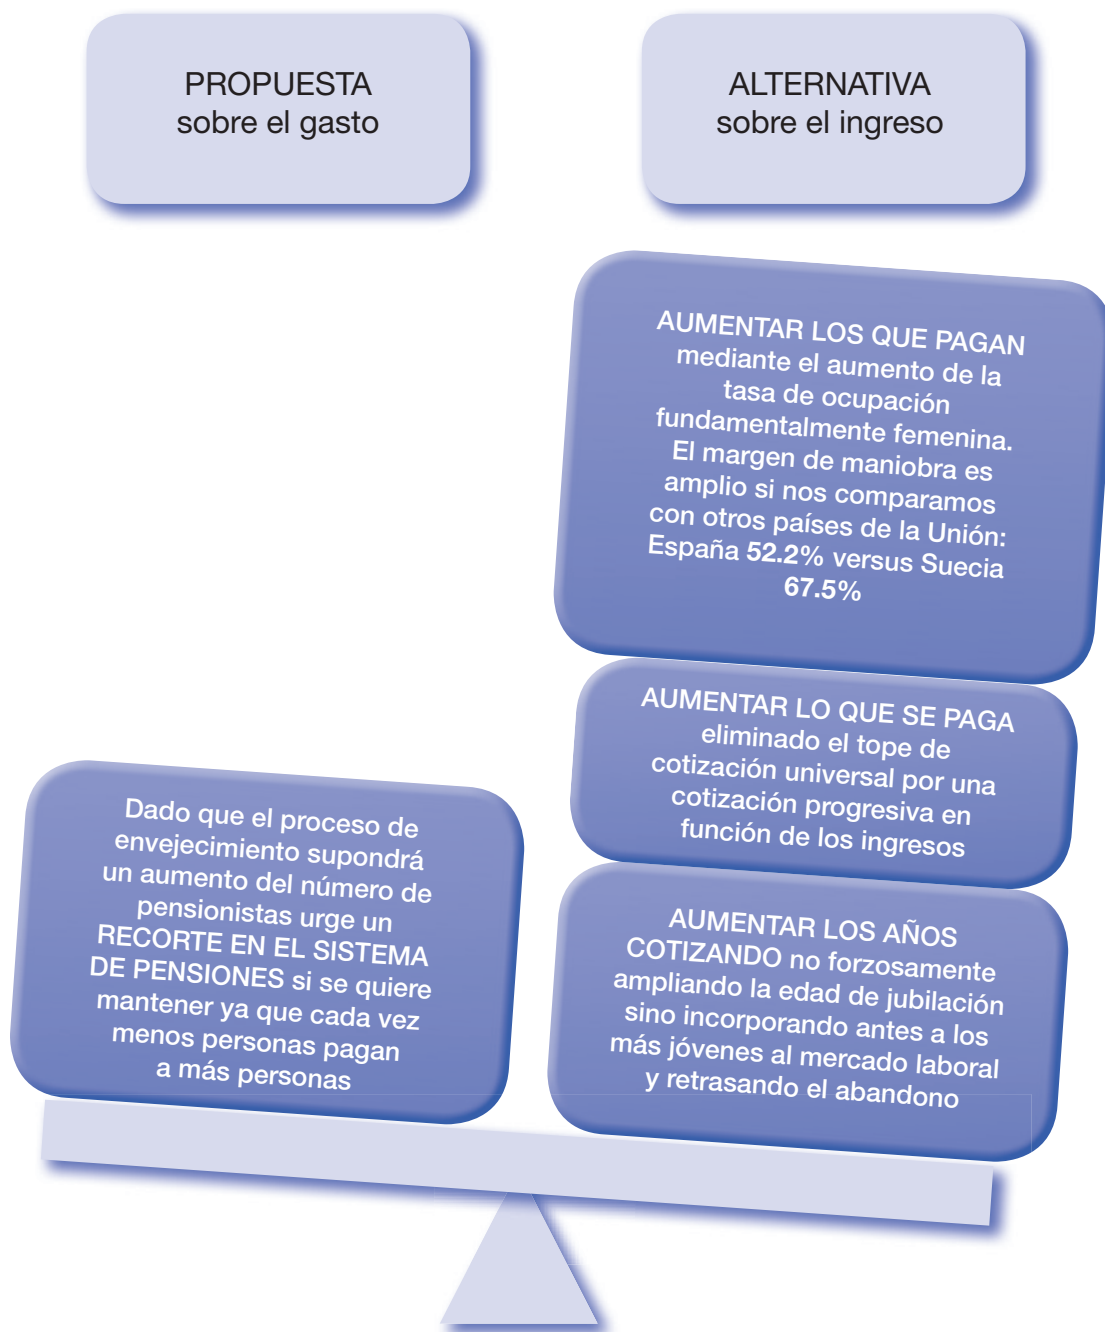 PROPUESTA
sobre el gasto
ALTERNATIVA
sobre el ingreso
AUMENTAR LOS QUE PAGAN
mediante el aumento de la
tasa de ocupación
fundamentalmente femenina.
El margen de maniobra es
amplio si nos comparamos
con otros países de la Unión:
España 52.2% versus Suecia
67.5%
AUMENTAR LO QUE SE PAGA
eliminado el tope de
cotización universal por una
cotización progresiva en
función de los ingresos
Dado que el proceso de
envejecimiento supondrá
un aumento del número de
pensionistas urge un
RECORTE EN EL SISTEMA
DE PENSIONES si se quiere
mantener ya que cada vez
menos personas pagan
a más personas
AUMENTAR LOS AÑOS
COTIZANDO no forzosamente
ampliando la edad de jubilación
sino incorporando antes a los
más jóvenes al mercado laboral
y retrasando el abandono